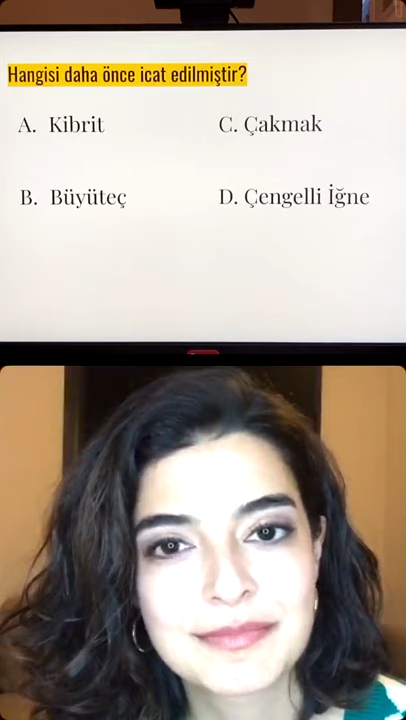 Hangisi daha önce icat edilmiştir?
A. Kibrit
C. Çakmak
B. Büyüteç
D. Çengelli İğne